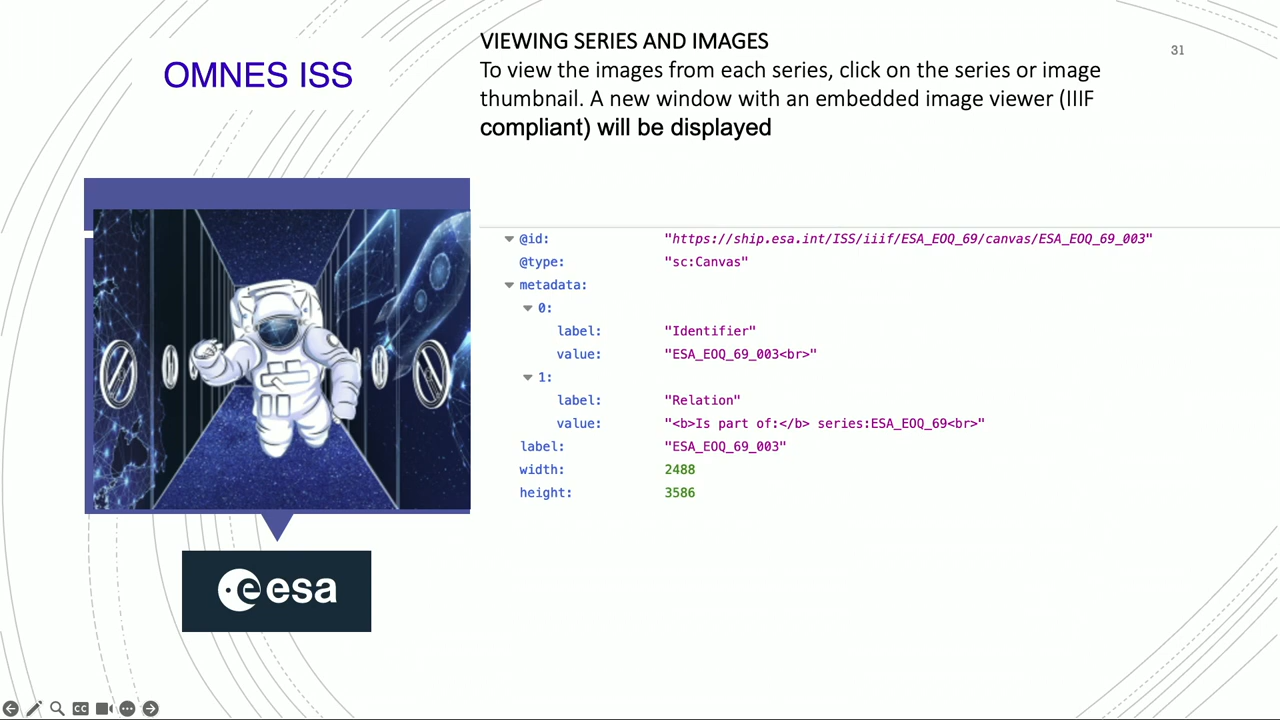 OMNES ISS
VIEWING SERIES AND IMAGES
To view the images from each series, click on the series or image
thumbnail. A new window with an embedded image viewer (IIIF
compliant) will be displayed
31
@id: "https://ship.esa.int/ISS/iiif/ESA_EOQ_69/canvas/ESA_EOQ_69_003"
@type: "sc:Canvas"
metadata:
0:
label: "Identifier"
value: "ESA_EOQ_69_003<br>"
1:
label: "Relation"
value: "<b>Is part of:</b> series:ESA_EOQ_69<br>"
label: "ESA_EOQ_69_003"
width: 2488
height: 3586
esa
CC